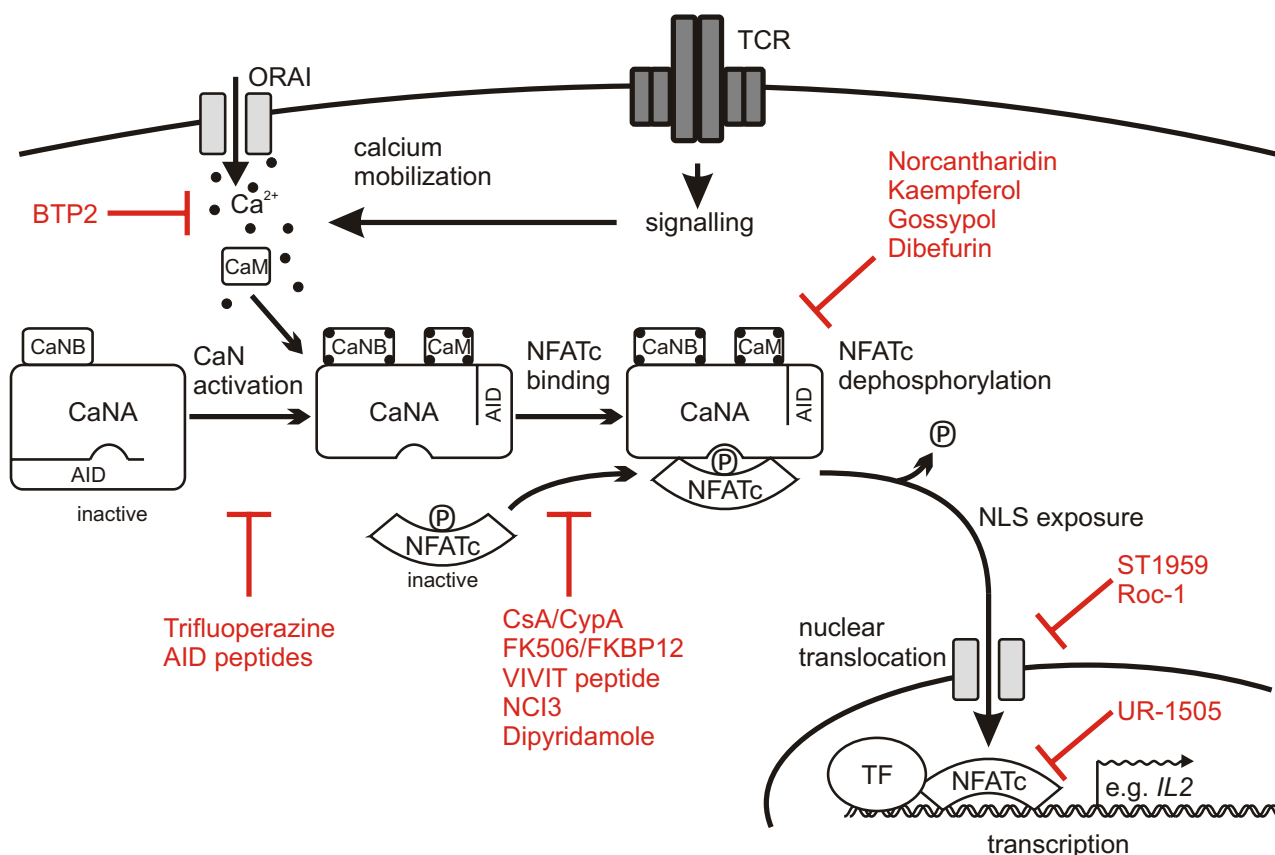 TCR
ORAI
calcium
mobilization
Ca2+
BTP2
signalling
Norcantharidin
Kaempferol
Gossypol
Dibefurin
CaM
CaNB
CaNA
AID
inactive
CaN
activation
CaNB
CaM
CaNA
AID
NFATc
binding
CaNB
CaM
CaNA
AID
P
NFATc
NFATc
dephosphorylation
P
P
NFATc
inactive
NLS exposure
Trifluoperazine
AID peptides
CsA/CypA
FK506/FKBP12
VIVIT peptide
NCI3
Dipyridamole
ST1959
Roc-1
nuclear
translocation
UR-1505
TF
NFATc
e.g. IL2
transcription